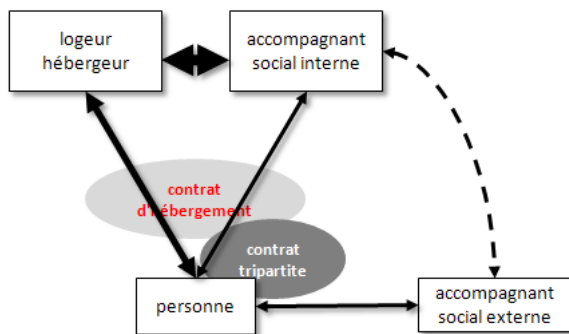 logeur
hébergeur
accompagnant
social interne
contrat
d'hébergement
contrat
tripartite
personne
accompagnant
social externe